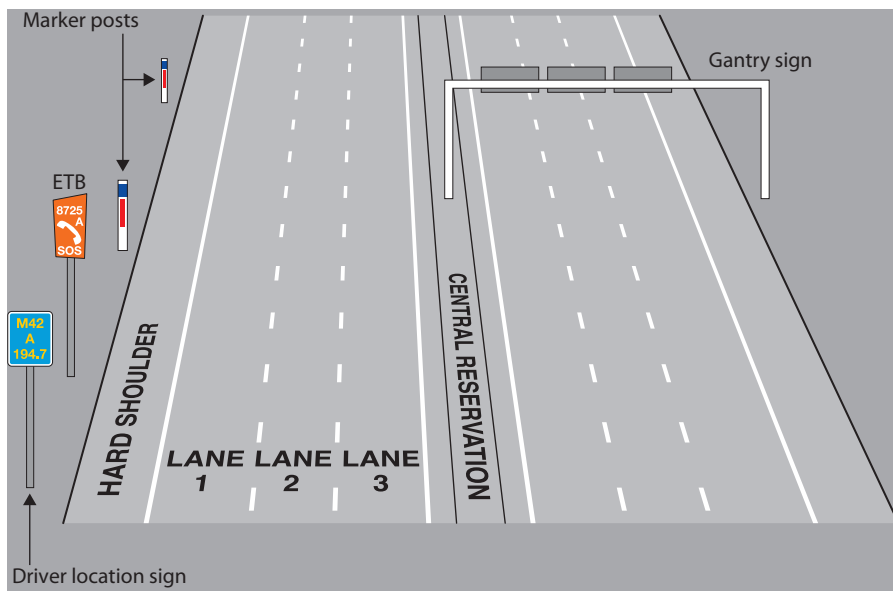 Marker posts
Gantry sign
ETB
8725
A
SOS
M42
A
194.7
HARD SHOULDER
CENTRAL RESERVATION
LANE LANE LANE
1 2 3
Driver location sign